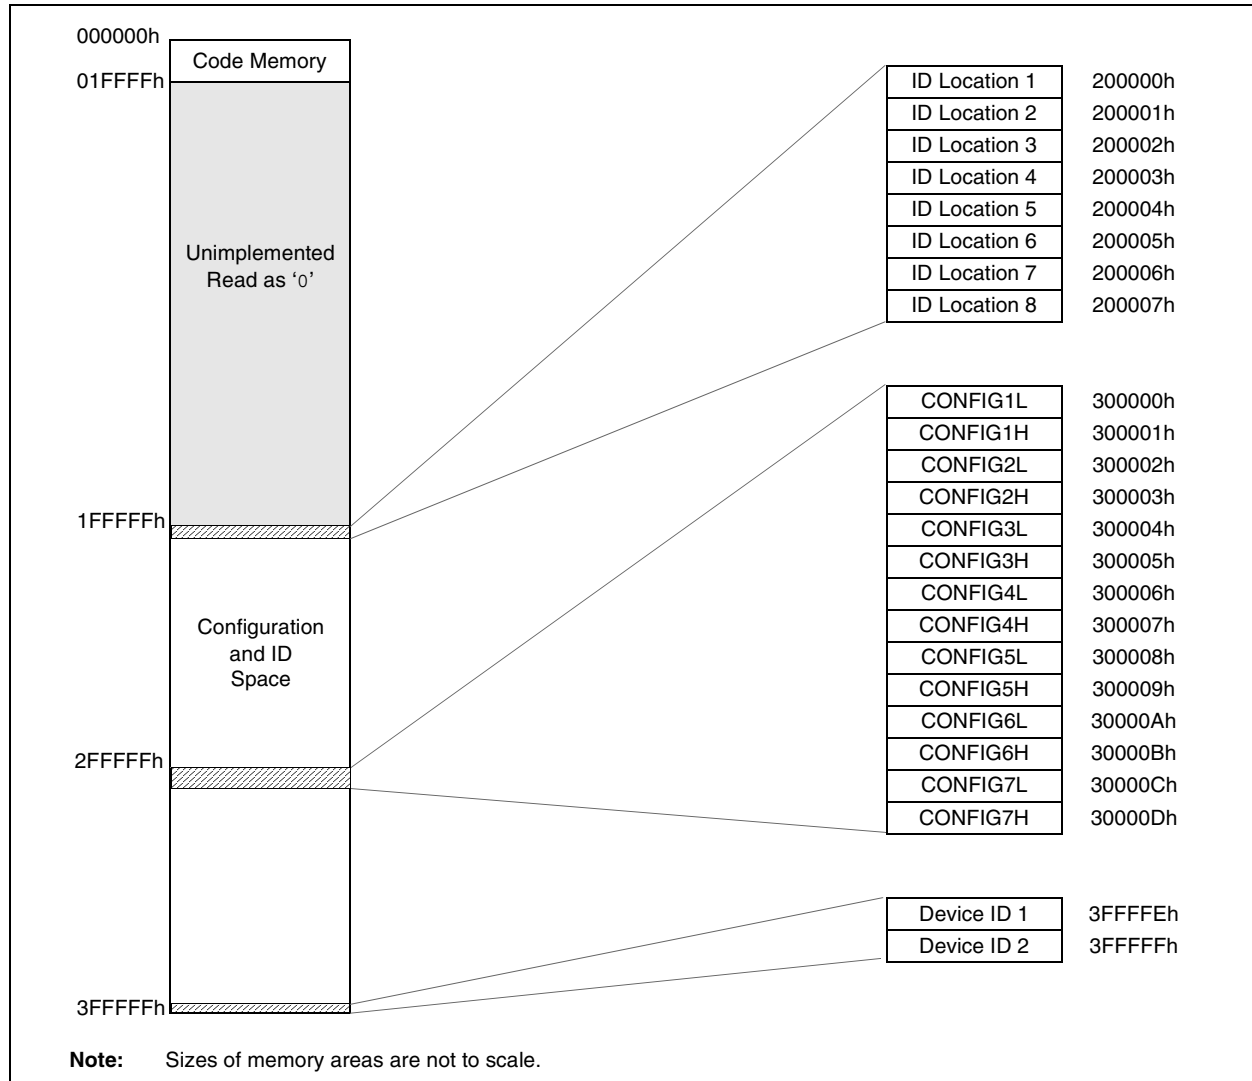 000000h
Code Memory
01FFFFh
Unimplemented
Read as ‘0’
1FFFFFh
Configuration
and ID
Space
2FFFFFh
3FFFFFh
ID Location 1 200000h
ID Location 2 200001h
ID Location 3 200002h
ID Location 4 200003h
ID Location 5 200004h
ID Location 6 200005h
ID Location 7 200006h
ID Location 8 200007h
CONFIG1L 300000h
CONFIG1H 300001h
CONFIG2L 300002h
CONFIG2H 300003h
CONFIG3L 300004h
CONFIG3H 300005h
CONFIG4L 300006h
CONFIG4H 300007h
CONFIG5L 300008h
CONFIG5H 300009h
CONFIG6L 30000Ah
CONFIG6H 30000Bh
CONFIG7L 30000Ch
CONFIG7H 30000Dh
Device ID 1 3FFFFEh
Device ID 2 3FFFFFh
Note: Sizes of memory areas are not to scale.